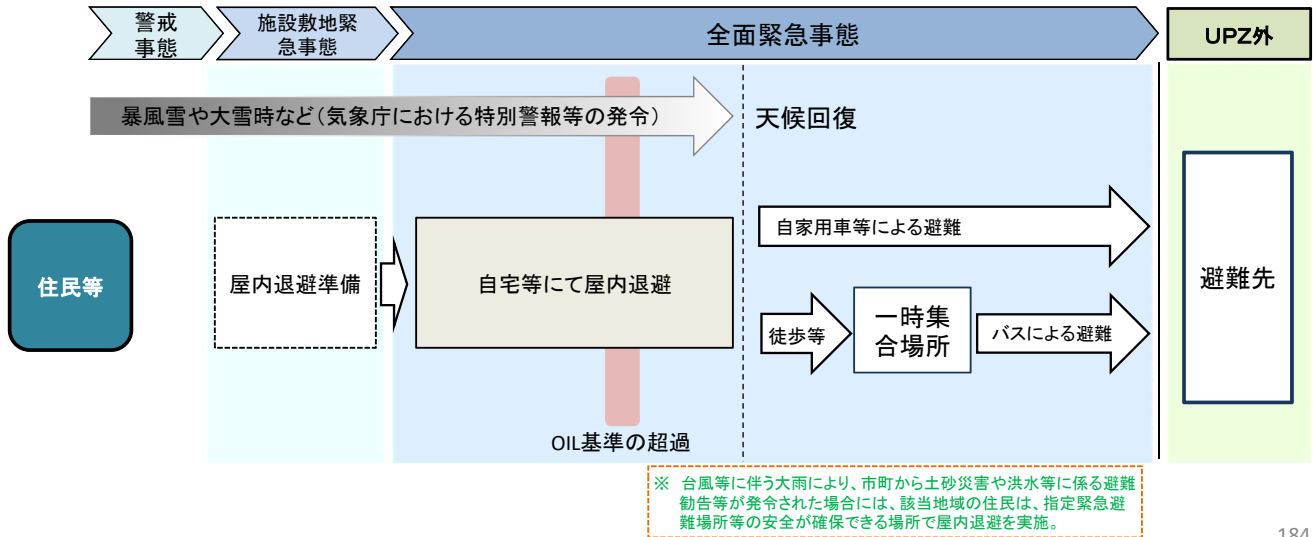 警戒
事態
施設敷地緊
急事態
全面緊急事態
UPZ外
暴風雪や大雪時など(気象庁における特別警報等の発令)
天候回復
住民等
屋内退避準備
自宅等にて屋内退避
自家用車等による避難
徒歩等
一時集
合場所
バスによる避難
避難先
OIL基準の超過
※ 台風等に伴う大雨により、市町から土砂災害や洪水等に係る避難
勧告等が発令された場合には、該当地域の住民は、指定緊急避
難場所等の安全が確保できる場所で屋内退避を実施。
184